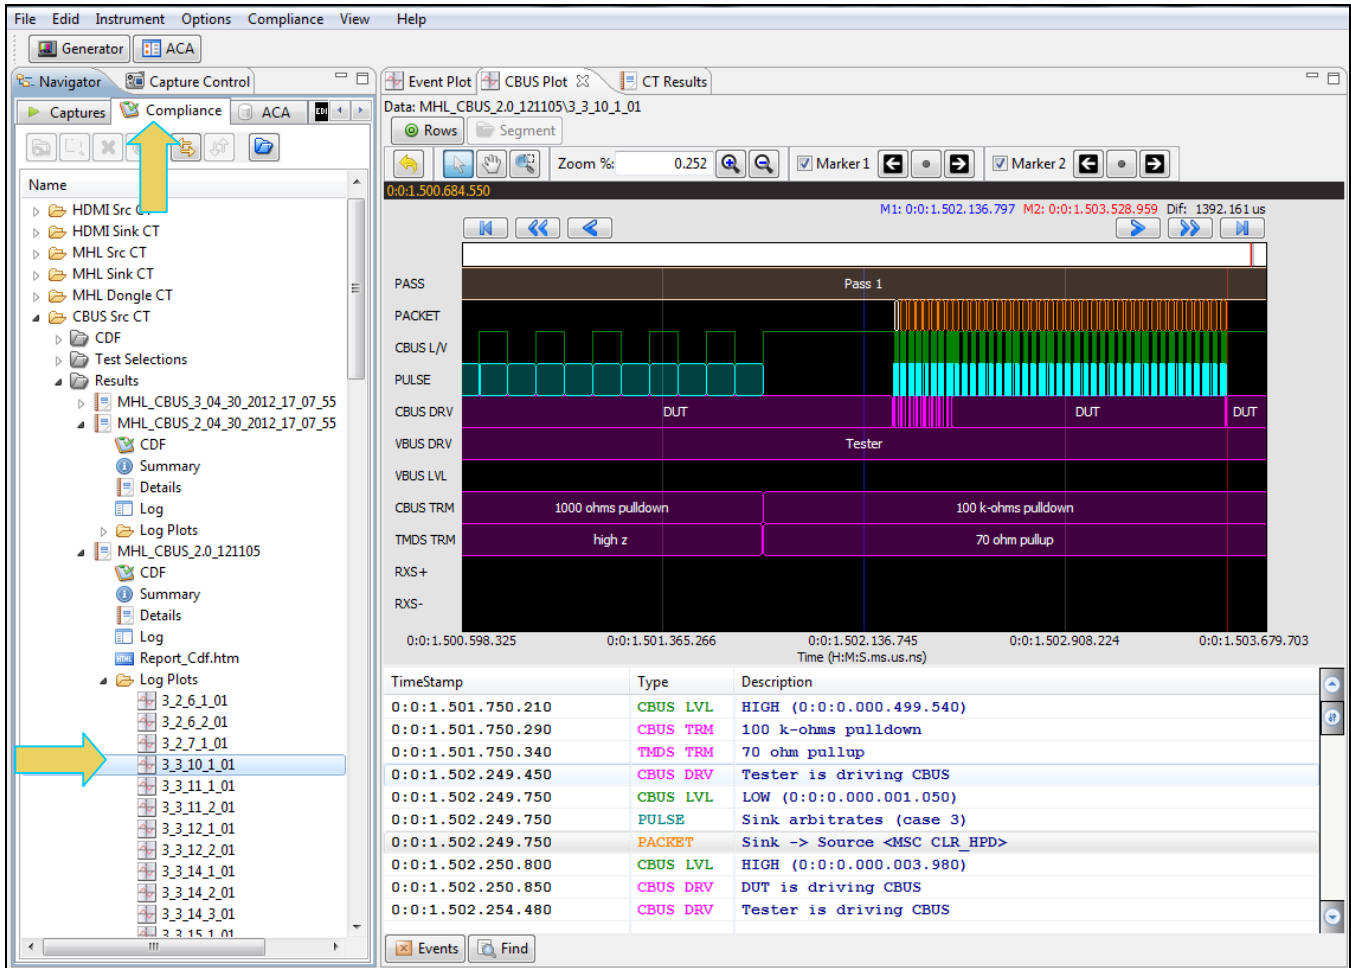 File Edid Instrument Options Compliance View Help
Generator ACA
Navigator Capture Control
Captures Compliance ACA EDI
Name
HDMI Src CT
HDMI Sink CT
MHL Src CT
MHL Sink CT
MHL Dongle CT
CBUS Src CT
CDF
Test Selections
Results
MHL_CBUS_3_04_30_2012_17_07_55
MHL_CBUS_2_04_30_2012_17_07_55
CDF
Summary
Details
Log
Log Plots
MHL_CBUS_2.0_121105
CDF
Summary
Details
Log
Report_Cdf.htm
Log Plots
3_2_6_1_01
3_2_6_2_01
3_2_7_1_01
3_3_10_1_01
3_3_11_1_01
3_3_11_2_01
3_3_12_1_01
3_3_12_2_01
3_3_14_1_01
3_3_14_2_01
3_3_14_3_01
3_3_15_1_01
Event Plot CBUS Plot CT Results
Data: MHL_CBUS_2.0_121105\3_3_10_1_01
Rows Segment
Zoom %: 0.252 Marker 1 Marker 2
0:0:1.500.684.550
M1: 0:0:1.502.136.797 M2: 0:0:1.503.528.959 Dif: 1392.161 us
PASS Pass 1
PACKET
CBUS L/V
PULSE
CBUS DRV DUT DUT DUT
VBUS DRV Tester
VBUS LVL
CBUS TRM 1000 ohms pulldown 100 k-ohms pulldown
TMDS TRM high z 70 ohm pullup
RXS+
RXS-
0:0:1.500.598.325 0:0:1.501.365.266 0:0:1.502.136.745 0:0:1.502.908.224 0:0:1.503.679.703
Time (H:M:S.ms.us.ns)
TimeStamp Type Description
0:0:1.501.750.210 CBUS LVL HIGH (0:0:0.000.499.540)
0:0:1.501.750.290 CBUS TRM 100 k-ohms pulldown
0:0:1.501.750.340 TMDS TRM 70 ohm pullup
0:0:1.502.249.450 CBUS DRV Tester is driving CBUS
0:0:1.502.249.750 CBUS LVL LOW (0:0:0.000.001.050)
0:0:1.502.249.750 PULSE Sink arbitrates (case 3)
0:0:1.502.249.750 PACKET Sink -> Source <MSC CLR_HPD>
0:0:1.502.250.800 CBUS LVL HIGH (0:0:0.000.003.980)
0:0:1.502.250.850 CBUS DRV DUT is driving CBUS
0:0:1.502.254.480 CBUS DRV Tester is driving CBUS
Events Find